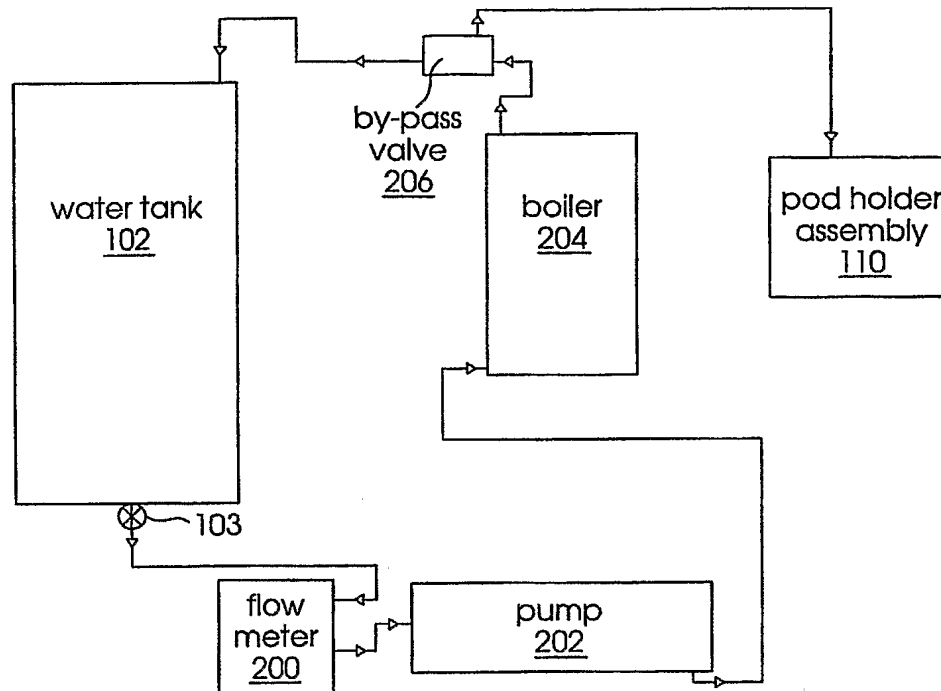 by-pass
valve
206
water tank
102
boiler
204
pod holder
assembly
110
103
flow
meter
200
pump
202